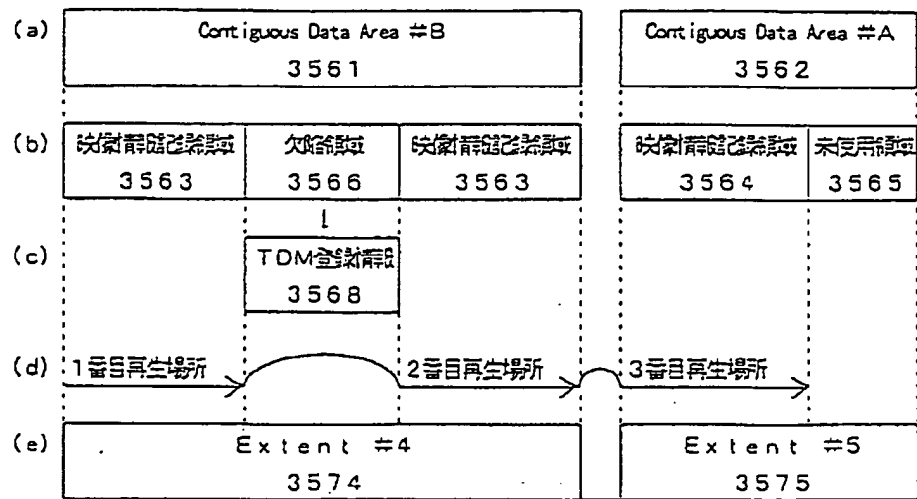 (a) Contiguous Data Area #B Contiguous Data Area #A
3561 3562
(b) 映像情報記録領域 欠陥領域 映像情報記録領域 映像情報記録領域 未使用領域
3563 3566 3563 3564 3565
(c) TDM登録情報
3568
(d) 1番目再生場所 2番目再生場所 3番目再生場所
(e) Extent #4 Extent #5
3574 3575